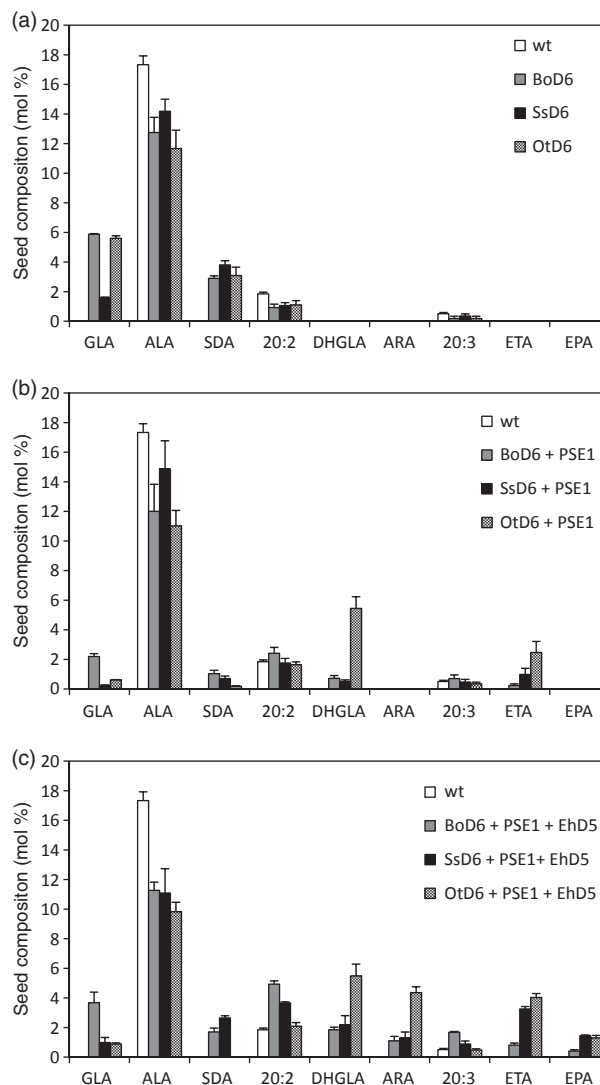 (a)
Seed compositon (mol %)
20
18
16
14
12
10
8
6
4
2
0
wt
BoD6
SsD6
OtD6
GLA ALA SDA 20:2 DHGLA ARA 20:3 ETA EPA
(b)
Seed compositon (mol %)
20
18
16
14
12
10
8
6
4
2
0
wt
BoD6 + PSE1
SsD6 + PSE1
OtD6 + PSE1
GLA ALA SDA 20:2 DHGLA ARA 20:3 ETA EPA
(c)
Seed compositon (mol %)
20
18
16
14
12
10
8
6
4
2
0
wt
BoD6 + PSE1 + EhD5
SsD6 + PSE1+ EhD5
OtD6 + PSE1 + EhD5
GLA ALA SDA 20:2 DHGLA ARA 20:3 ETA EPA